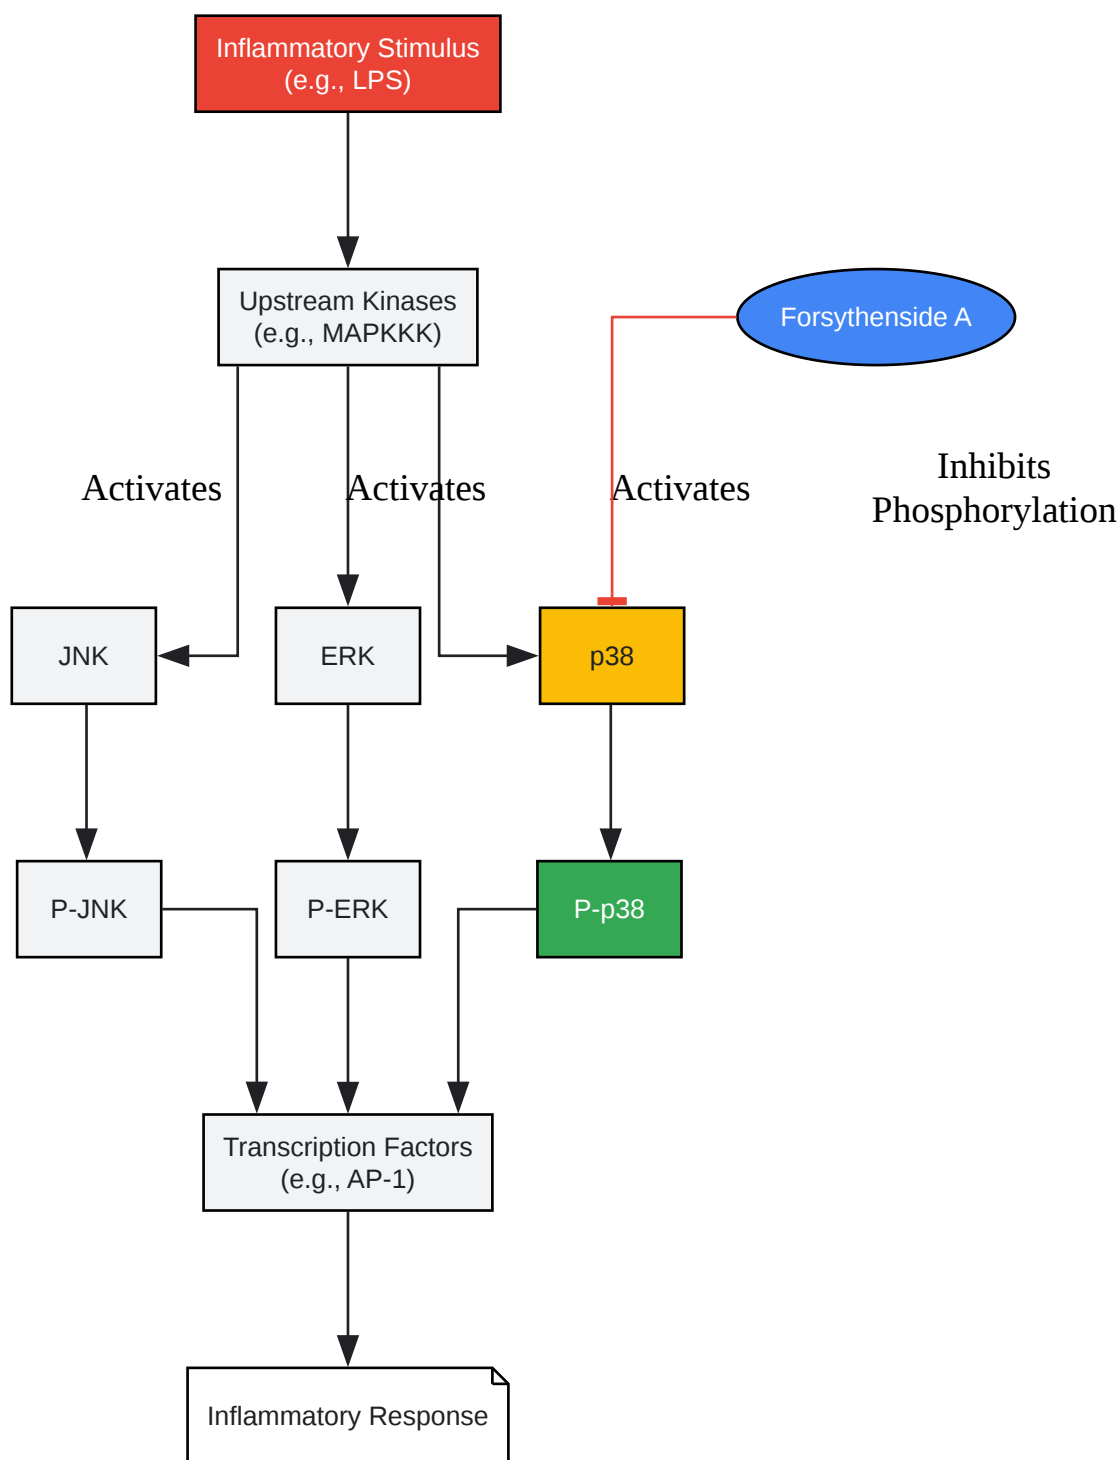 Inflammatory Stimulus
(e.g., LPS)
Upstream Kinases
(e.g., MAPKKK)
Forsythenside A
Activates
Activates
Activates
Inhibits
Phosphorylation
JNK
ERK
p38
P-JNK
P-ERK
P-p38
Transcription Factors
(e.g., AP-1)
Inflammatory Response